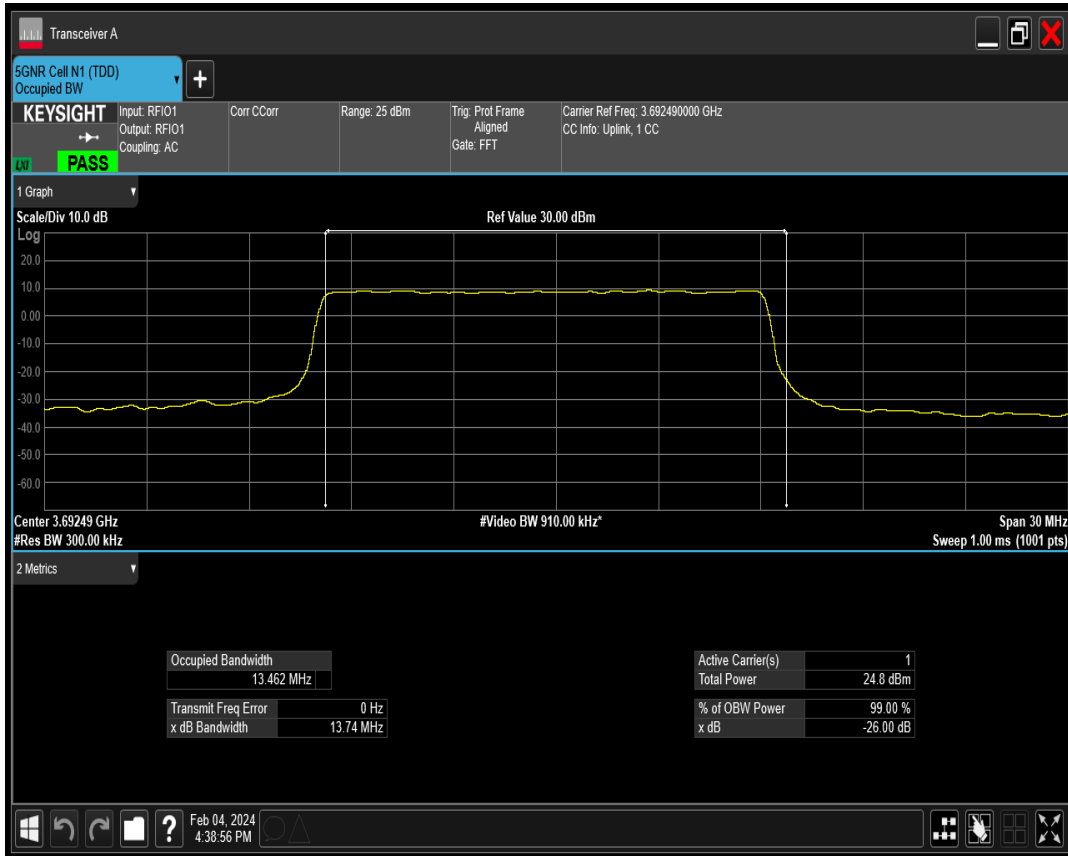 Transceiver A
5GNR Cell N1 (TDD)
Occupied BW
+
KEYSIGHT
LXI
PASS
Input: RFIO1
Output: RFIO1
Coupling: AC
Corr CCorr
Range: 25 dBm
Trig: Prot Frame
Aligned
Gate: FFT
Carrier Ref Freq: 3.692490000 GHz
CC Info: Uplink, 1 CC
1 Graph
Scale/Div 10.0 dB
Ref Value 30.00 dBm
Log
20.0
10.0
0.00
-10.0
-20.0
-30.0
-40.0
-50.0
-60.0
Center 3.69249 GHz
#Video BW 910.00 kHz*
Span 30 MHz
#Res BW 300.00 kHz
Sweep 1.00 ms (1001 pts)
2 Metrics
Occupied Bandwidth
13.462 MHz
Active Carrier(s) 1
Total Power 24.8 dBm
Transmit Freq Error 0 Hz
x dB Bandwidth 13.74 MHz
% of OBW Power 99.00 %
x dB -26.00 dB
?
Feb 04, 2024
4:38:56 PM